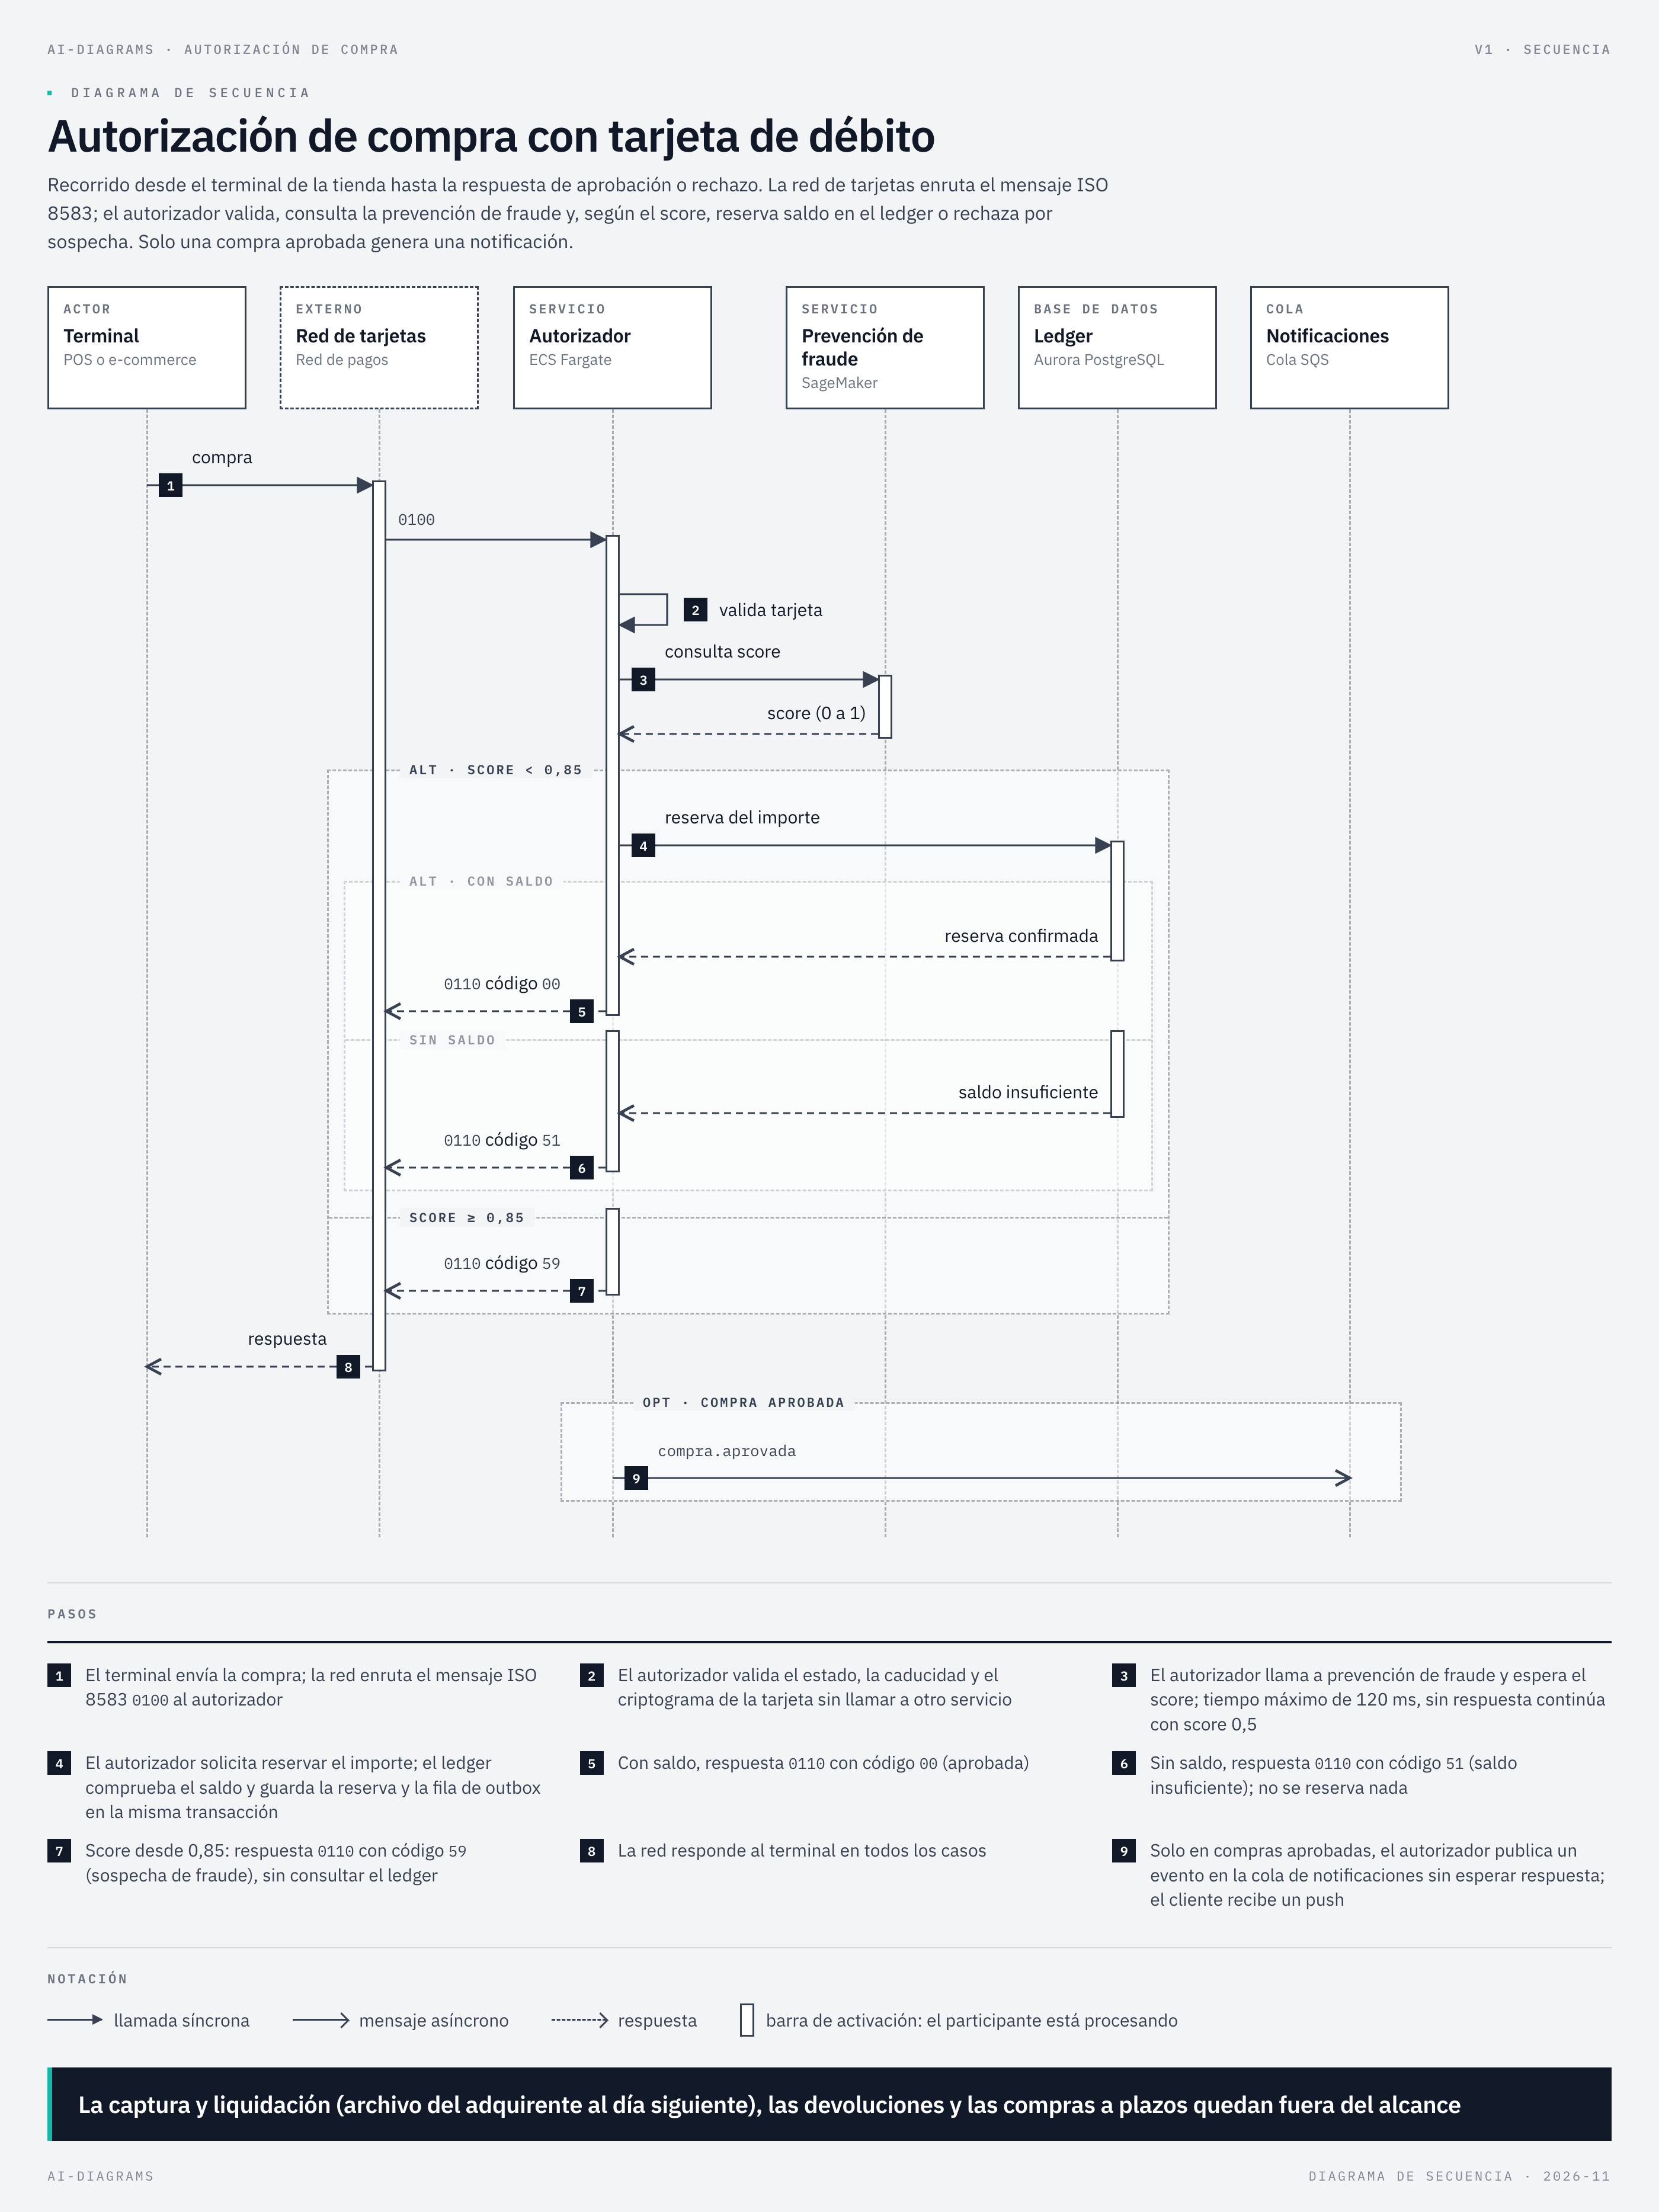 AI-DIAGRAMS · AUTORIZACIÓN DE COMPRA
V1 · SECUENCIA
DIAGRAMA DE SECUENCIA
Autorización de compra con tarjeta de débito
Recorrido desde el terminal de la tienda hasta la respuesta de aprobación o rechazo. La red de tarjetas enruta el mensaje ISO
8583; el autorizador valida, consulta la prevención de fraude y, según el score, reserva saldo en el ledger o rechaza por
sospecha. Solo una compra aprobada genera una notificación.
ACTOR
Terminal
POS o e-commerce
EXTERNO
Red de tarjetas
Red de pagos
SERVICIO
Autorizador
ECS Fargate
SERVICIO
Prevención de
fraude
SageMaker
BASE DE DATOS
Ledger
Aurora PostgreSQL
COLA
Notificaciones
Cola SQS
compra
1
0100
2 valida tarjeta
consulta score
3
score (0 a 1)
ALT · SCORE < 0,85
reserva del importe
4
ALT · CON SALDO
reserva confirmada
0110 código 00
5
SIN SALDO
saldo insuficiente
0110 código 51
6
SCORE ≥ 0,85
0110 código 59
7
respuesta
8
OPT · COMPRA APROBADA
compra.aprovada
9
PASOS
1 El terminal envía la compra; la red enruta el mensaje ISO
8583 0100 al autorizador
2 El autorizador valida el estado, la caducidad y el
criptograma de la tarjeta sin llamar a otro servicio
3 El autorizador llama a prevención de fraude y espera el
score; tiempo máximo de 120 ms, sin respuesta continúa
con score 0,5
4 El autorizador solicita reservar el importe; el ledger
comprueba el saldo y guarda la reserva y la fila de outbox
en la misma transacción
5 Con saldo, respuesta 0110 con código 00 (aprobada)
6 Sin saldo, respuesta 0110 con código 51 (saldo
insuficiente); no se reserva nada
7 Score desde 0,85: respuesta 0110 con código 59
(sospecha de fraude), sin consultar el ledger
8 La red responde al terminal en todos los casos
9 Solo en compras aprobadas, el autorizador publica un
evento en la cola de notificaciones sin esperar respuesta;
el cliente recibe un push
NOTACIÓN
llamada síncrona
mensaje asíncrono
respuesta
barra de activación: el participante está procesando
La captura y liquidación (archivo del adquirente al día siguiente), las devoluciones y las compras a plazos quedan fuera del alcance
AI-DIAGRAMS
DIAGRAMA DE SECUENCIA · 2026-11